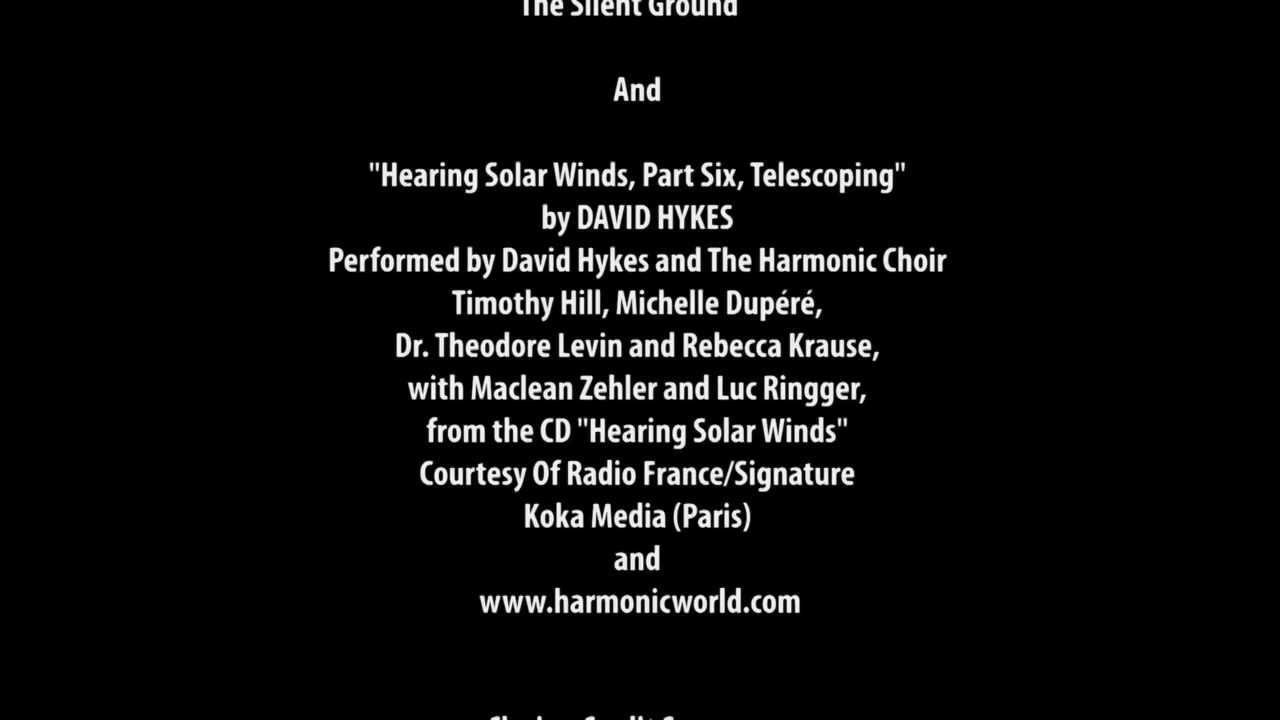 The Silent Ground
And
"Hearing Solar Winds, Part Six, Telescoping"
by DAVID HYKES
Performed by David Hykes and The Harmonic Choir
Timothy Hill, Michelle Dupéré,
Dr. Theodore Levin and Rebecca Krause,
with Maclean Zehler and Luc Ringger,
from the CD "Hearing Solar Winds"
Courtesy Of Radio France/Signature
Koka Media (Paris)
and
www.harmonicworld.com